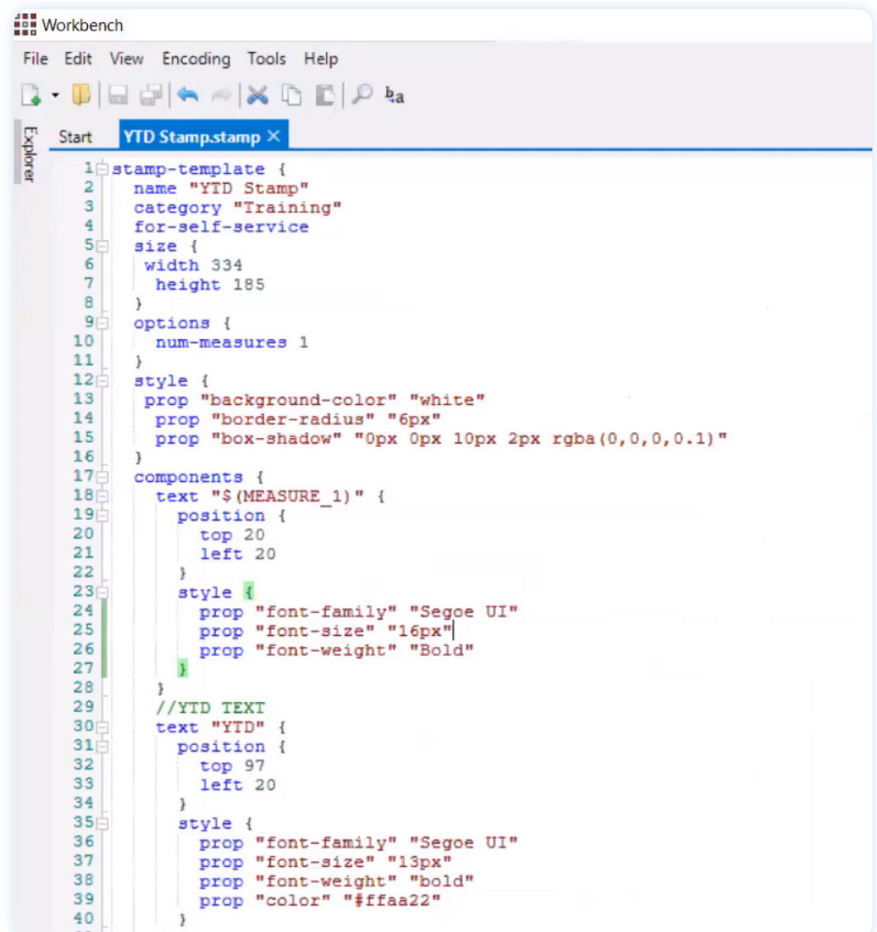 Workbench
File Edit View Encoding Tools Help
Explorer
Start YTD Stamp.stamp ×
1 stamp-template {
2 name "YTD Stamp"
3 category "Training"
4 for-self-service
5 size {
6 width 334
7 height 185
8 }
9 options {
10 num-measures 1
11 }
12 style {
13 prop "background-color" "white"
14 prop "border-radius" "6px"
15 prop "box-shadow" "0px 0px 10px 2px rgba(0,0,0,0.1)"
16 }
17 components {
18 text "$(MEASURE_1)" {
19 position {
20 top 20
21 left 20
22 }
23 style {
24 prop "font-family" "Segoe UI"
25 prop "font-size" "16px"
26 prop "font-weight" "Bold"
27 }
28 }
29 //YTD TEXT
30 text "YTD" {
31 position {
32 top 97
33 left 20
34 }
35 style {
36 prop "font-family" "Segoe UI"
37 prop "font-size" "13px"
38 prop "font-weight" "bold"
39 prop "color" "#ffaa22"
40 }